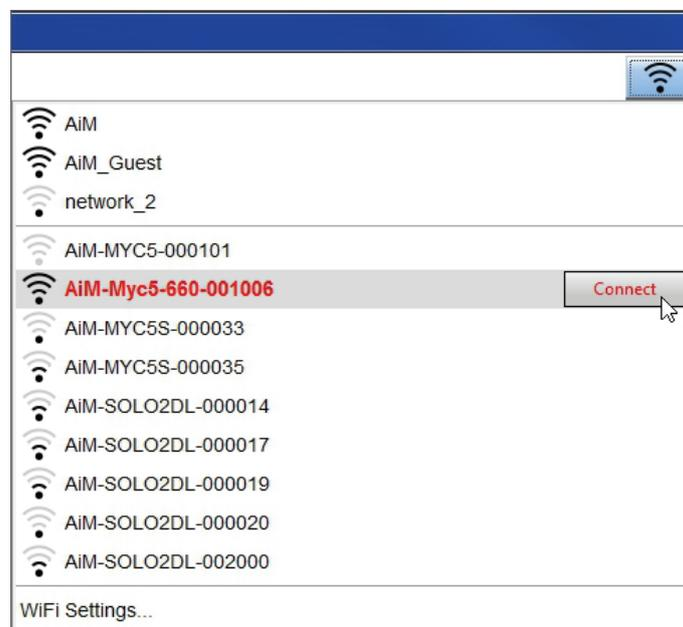 AiM
AiM_Guest
network_2
AiM-MYC5-000101
AiM-Myc5-660-001006 Connect
AiM-MYC5S-000033
AiM-MYC5S-000035
AiM-SOLO2DL-000014
AiM-SOLO2DL-000017
AiM-SOLO2DL-000019
AiM-SOLO2DL-000020
AiM-SOLO2DL-002000
WiFi Settings...